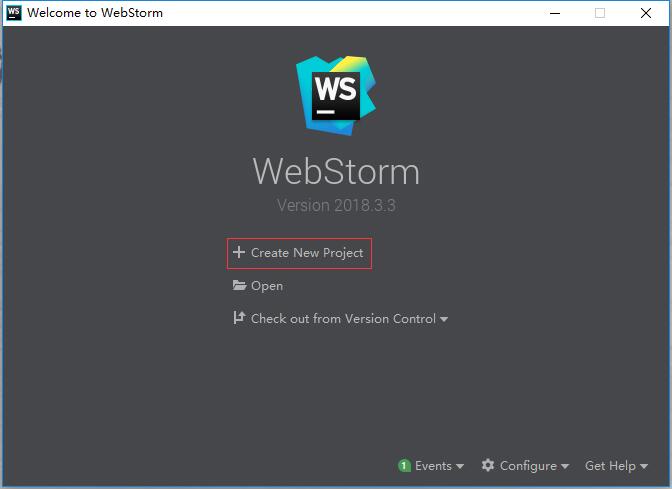 Welcome to WebStorm
WS
WebStorm
Version 2018.3.3
Create New Project
Open
Check out from Version Control
1 Events Configure Get Help